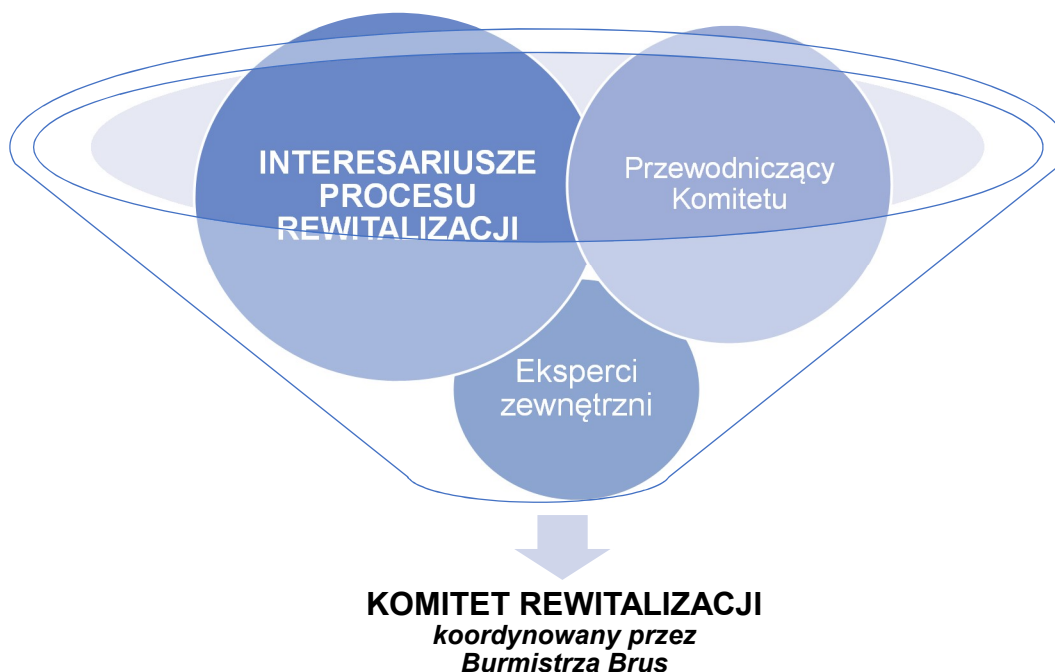 INTERESARIUSZE
PROCESU
REWITALIZACJI
Przewodniczący
Komitetu
Eksperci
zewnętrzni
KOMITET REWITALIZACJI
koordynowany przez
Burmistrza Brus